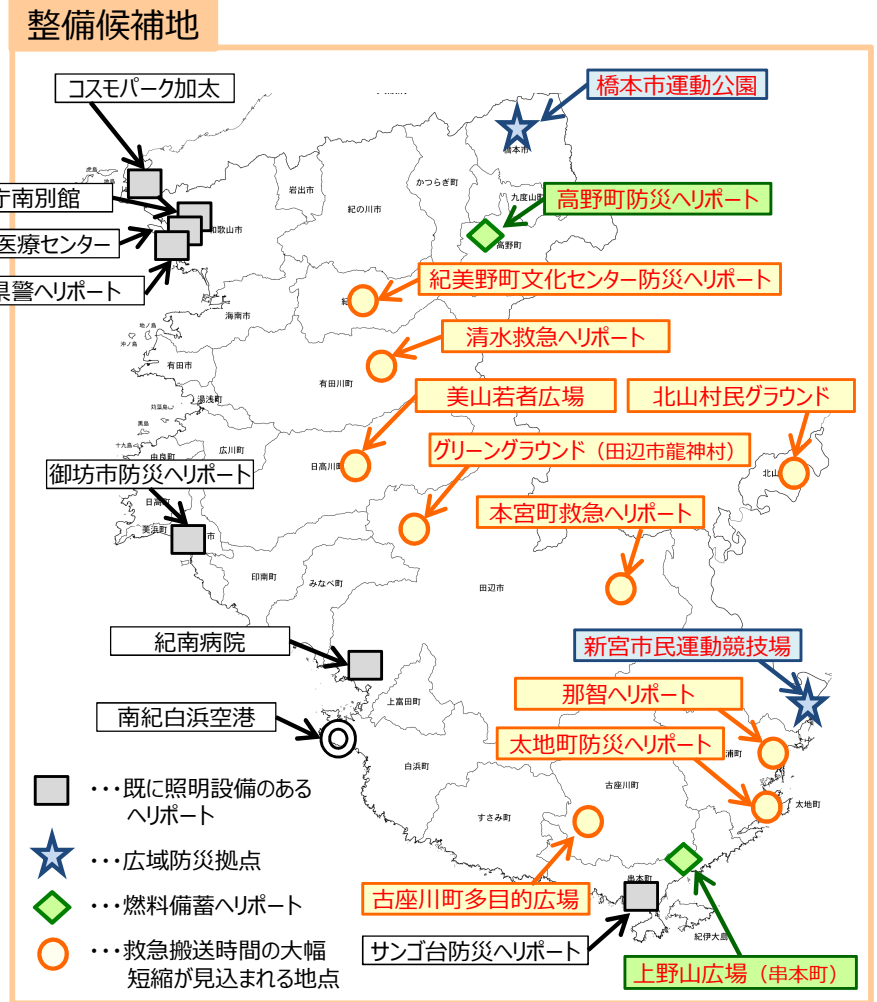 整備候補地
コスモパーク加太
橋本市運動公園
橋本市
岩出市
かつらぎ町
九度山町
紀の川市
庁南別館
和歌山市
高野町防災ヘリポート
高野町
医療センター
県警ヘリポート
紀美野町文化センター防災ヘリポート
海南市
清水救急ヘリポート
有田市
有田川町
湯浅町
美山若者広場
北山村民グラウンド
広川町
由良町
日高川町
グリーングラウンド（田辺市龍神村）
北山
御坊市防災ヘリポート
日高町
本宮町救急ヘリポート
美浜町
市
印南町
みなべ町
田辺市
紀南病院
新宮市民運動競技場
上富田町
那智ヘリポート
南紀白浜空港
太地町防災ヘリポート
浦町
白浜町
古座川町
太地町
すさみ町
・・・既に照明設備のある
ヘリポート
・・・広域防災拠点
串本町
古座川町多目的広場
・・・燃料備蓄ヘリポート
紀伊大島
サンゴ台防災ヘリポート
・・・救急搬送時間の大幅
短縮が見込まれる地点
上野山広場（串本町）